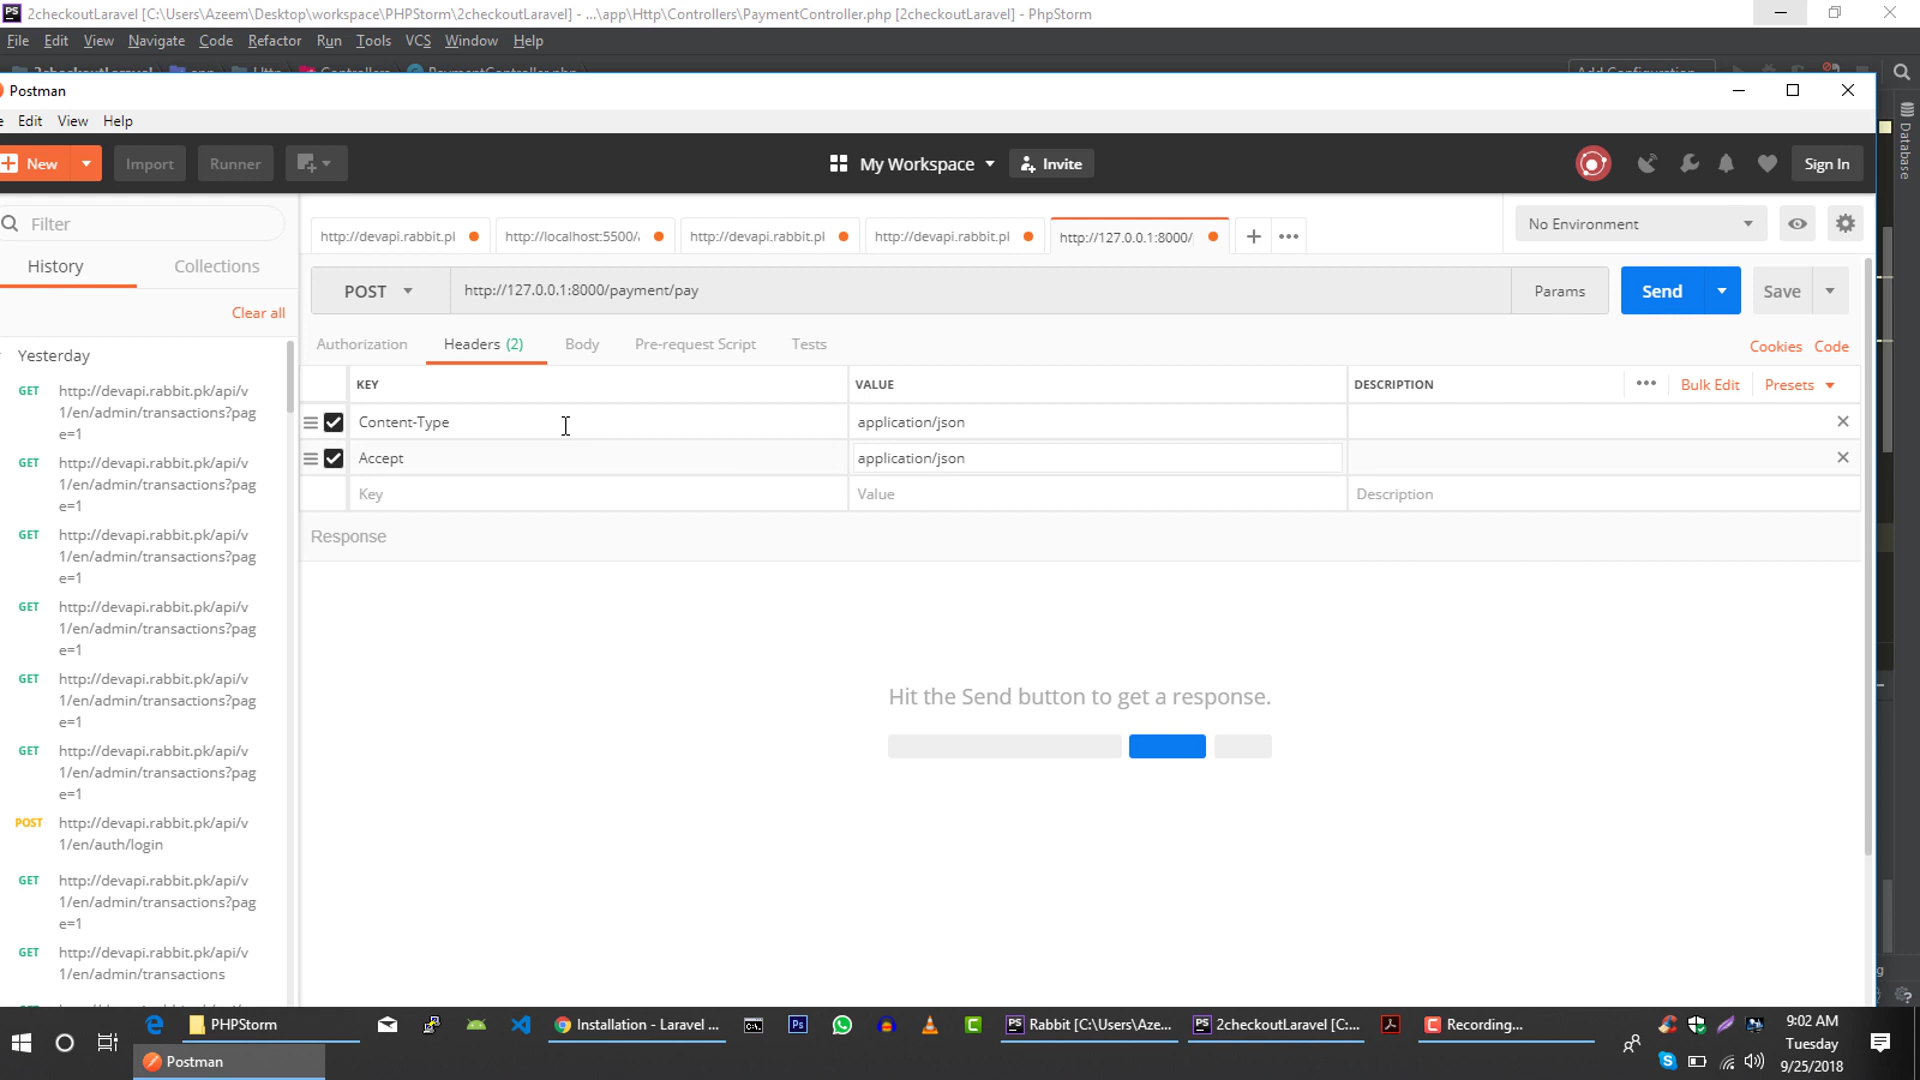 2checkoutLaravel [C:\Users\Azeem\Desktop\workspace\PHPStorm\2checkoutLaravel] - ...\app\Http\Controllers\PaymentController.php [2checkoutLaravel] - PhpStorm
File Edit View Navigate Code Refactor Run Tools VCS Window Help
2checkoutLaravel app Http Controllers PaymentController.php Add Configuration...
Database
Postman
Edit View Help
New Import Runner My Workspace Invite Sign In
Filter
History Collections
Clear all
Yesterday
GET http://devapi.rabbit.pk/api/v
1/en/admin/transactions?pag
e=1
GET http://devapi.rabbit.pk/api/v
1/en/admin/transactions?pag
e=1
GET http://devapi.rabbit.pk/api/v
1/en/admin/transactions?pag
e=1
GET http://devapi.rabbit.pk/api/v
1/en/admin/transactions?pag
e=1
GET http://devapi.rabbit.pk/api/v
1/en/admin/transactions?pag
e=1
GET http://devapi.rabbit.pk/api/v
1/en/admin/transactions?pag
e=1
POST http://devapi.rabbit.pk/api/v
1/en/auth/login
GET http://devapi.rabbit.pk/api/v
1/en/admin/transactions?pag
e=1
GET http://devapi.rabbit.pk/api/v
1/en/admin/transactions
http://devapi.rabbit.pl http://localhost:5500/ http://devapi.rabbit.pl http://devapi.rabbit.pl http://127.0.0.1:8000/ No Environment
POST http://127.0.0.1:8000/payment/pay Params Send Save
Authorization Headers (2) Body Pre-request Script Tests Cookies Code
KEY VALUE DESCRIPTION Bulk Edit Presets
Content-Type application/json
Accept application/json
Key Value Description
Response
Hit the Send button to get a response.
PHPStorm Installation - Laravel ... Rabbit [C:\Users\Aze... 2checkoutLaravel [C:... Recording...
Postman
9:02 AM
Tuesday
9/25/2018